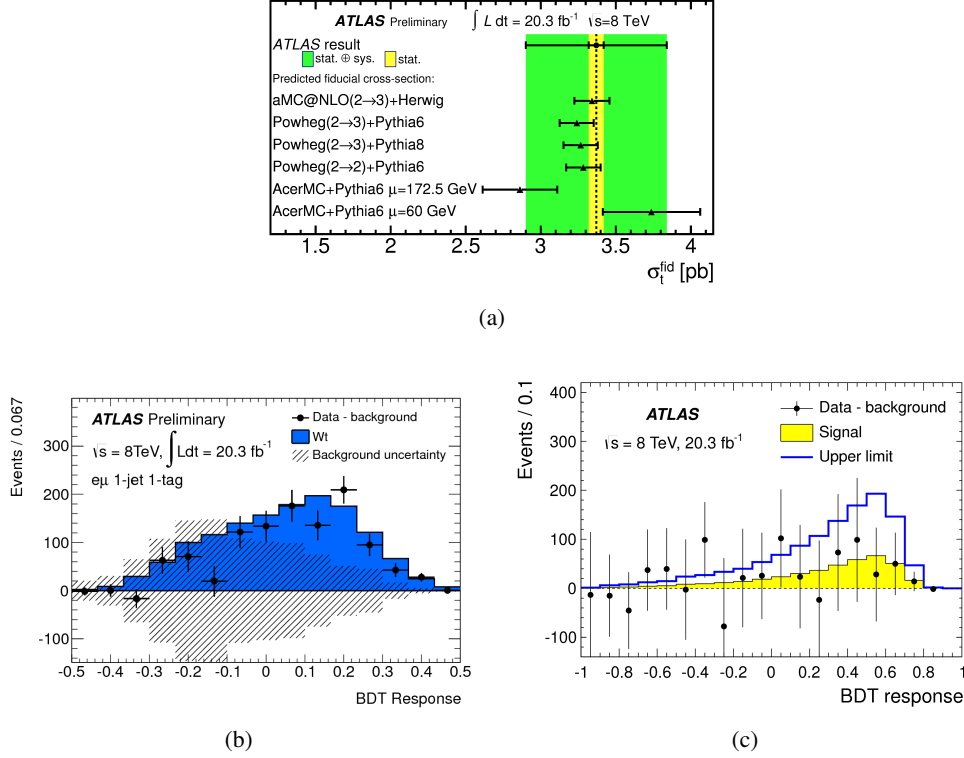 ATLAS Preliminary ∫ L dt = 20.3 fb⁻¹ √s=8 TeV
ATLAS result
stat. ⊕ sys. stat.
Predicted fiducial cross-section:
aMC@NLO(2→3)+Herwig
Powheg(2→3)+Pythia6
Powheg(2→3)+Pythia8
Powheg(2→2)+Pythia6
AcerMC+Pythia6 μ=172.5 GeV
AcerMC+Pythia6 μ=60 GeV
1.5 2 2.5 3 3.5 4
σ_t^fid [pb]
(a)
Events / 0.067
ATLAS Preliminary
√s = 8TeV, ∫Ldt = 20.3 fb⁻¹
eμ 1-jet 1-tag
Data - background
Wt
Background uncertainty
300
200
100
0
-100
-0.5 -0.4 -0.3 -0.2 -0.1 0 0.1 0.2 0.3 0.4 0.5
BDT Response
(b)
Events / 0.1
ATLAS
√s = 8 TeV, 20.3 fb⁻¹
Data - background
Signal
Upper limit
400
300
200
100
0
-100
-1 -0.8 -0.6 -0.4 -0.2 0 0.2 0.4 0.6 0.8 1
BDT response
(c)